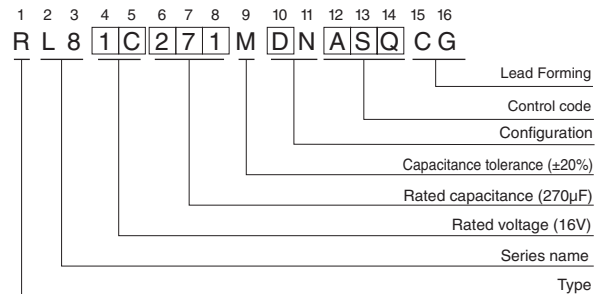 1 2 3 4 5 6 7 8 9 10 11 12 13 14 15 16
R L 8 1 C 2 7 1 M D N A S Q C G
Lead Forming
Control code
Configuration
Capacitance tolerance (±20%)
Rated capacitance (270µF)
Rated voltage (16V)
Series name
Type